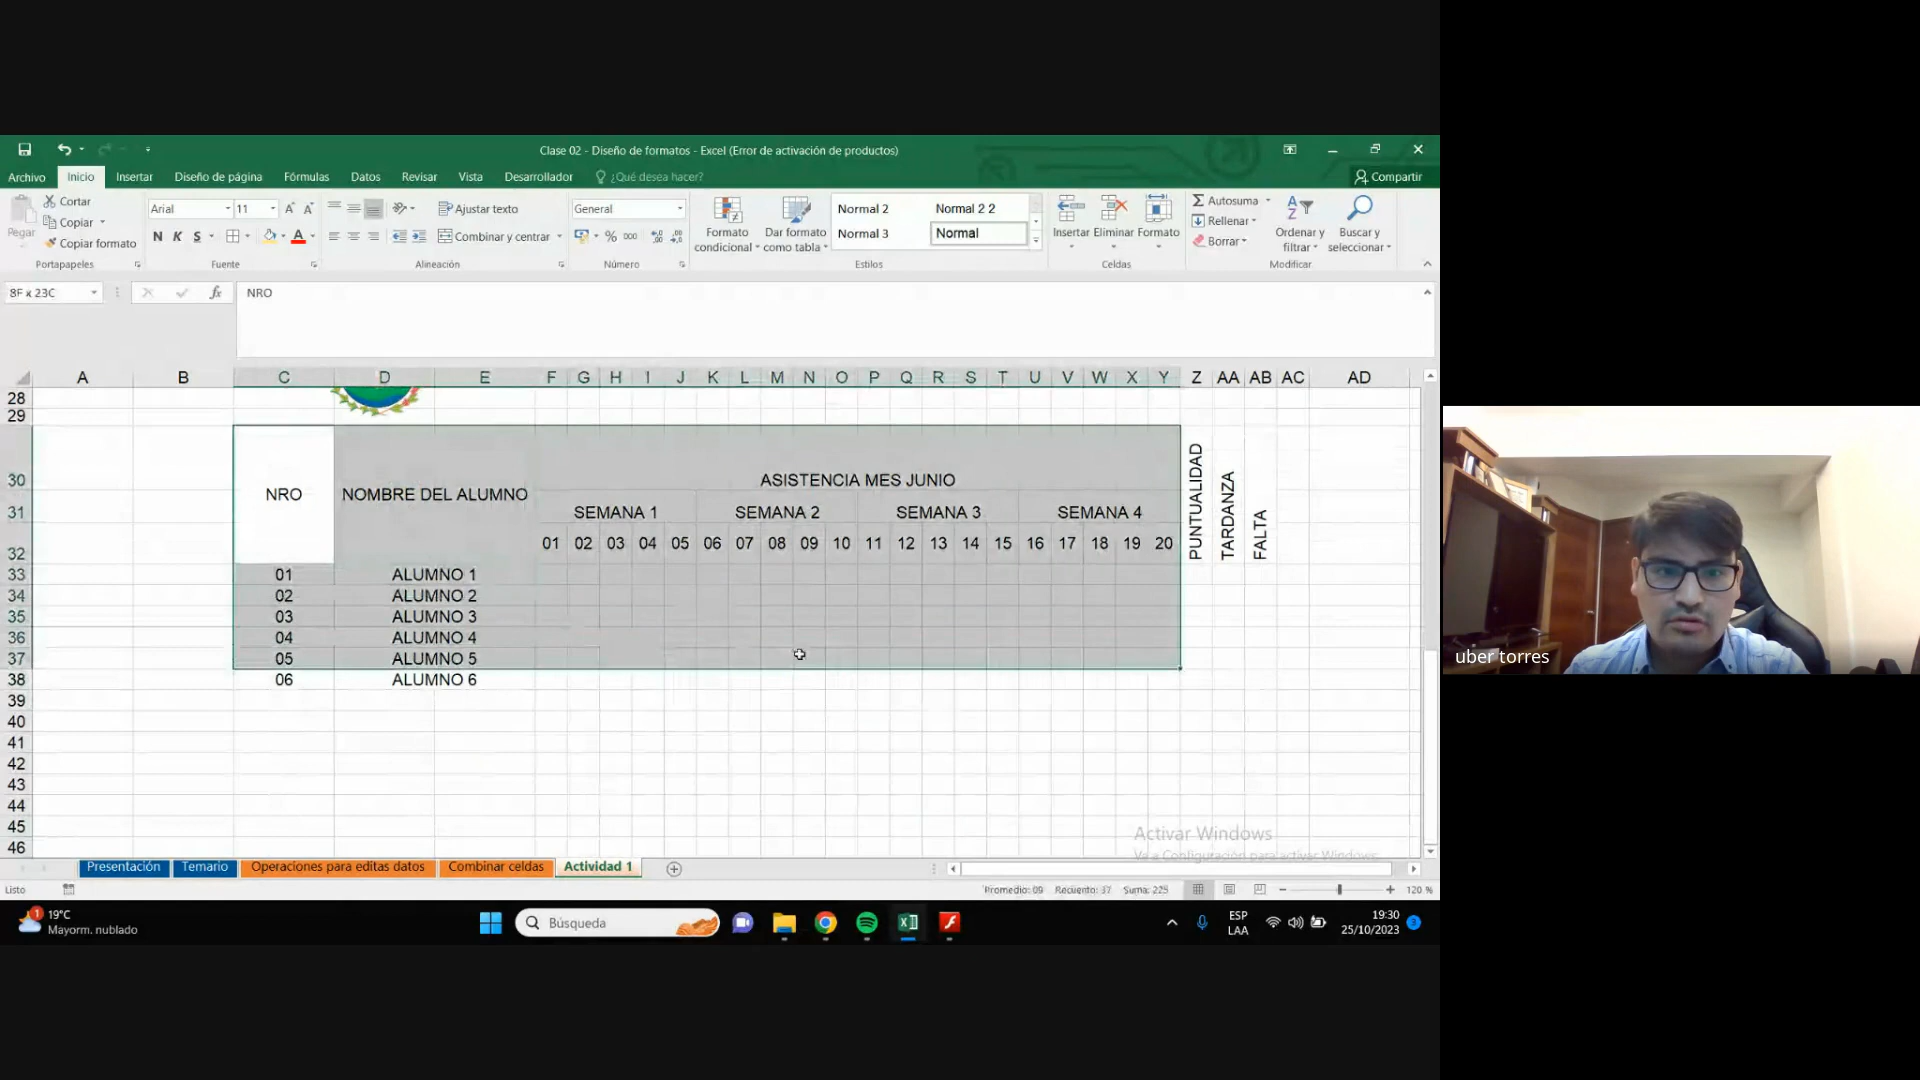 Clase 02 - Diseño de formatos - Excel (Error de activación de productos)
Archivo Inicio Insertar Diseño de página Fórmulas Datos Revisar Vista Desarrollador ¿Qué desea hacer? Compartir
Pegar Cortar Copiar Copiar formato Portapapeles
Arial 11 N K S A Fuente
Ajustar texto Combinar y centrar Alineación
General % 000 Número
Formato condicional Dar formato como tabla Normal 2 Normal 2 2 Normal 3 Normal Estilos
Insertar Eliminar Formato Celdas
Autosuma Rellenar Borrar Ordenar y filtrar Buscar y seleccionar Modificar
8F x 23C fx NRO
A B C D E F G H I J K L M N O P Q R S T U V W X Y Z AA AB AC AD
28
29
30 NRO NOMBRE DEL ALUMNO ASISTENCIA MES JUNIO PUNTUALIDAD TARDANZA FALTA
31 SEMANA 1 SEMANA 2 SEMANA 3 SEMANA 4
32 01 02 03 04 05 06 07 08 09 10 11 12 13 14 15 16 17 18 19 20
33 01 ALUMNO 1
34 02 ALUMNO 2
35 03 ALUMNO 3
36 04 ALUMNO 4
37 05 ALUMNO 5
38 06 ALUMNO 6
39
40
41
42
43
44
45
46
Activar Windows
Ve a Configuración para activar Windows.
Presentación Temario Operaciones para editas datos Combinar celdas Actividad 1
Listo Promedio: 09 Recuento: 37 Suma: 225 120 %
1 19°C
Mayorm. nublado
Búsqueda
ESP
LAA
19:30
25/10/2023
3
uber torres